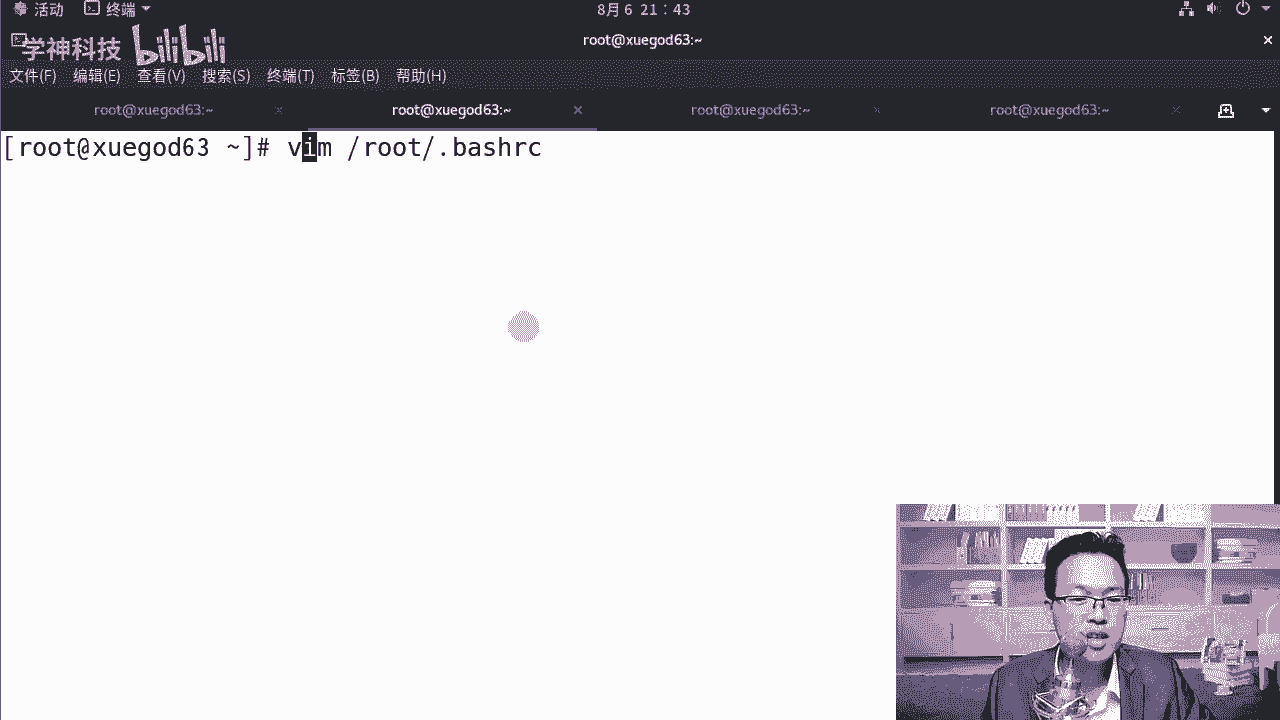 活动 终端 8月6 21:43
学神科技 bilibili root@xuegod63:~
文件(F) 编辑(E) 查看(V) 搜索(S) 终端(T) 标签(B) 帮助(H)
root@xuegod63:~ root@xuegod63:~ root@xuegod63:~ root@xuegod63:~
[root@xuegod63 ~]# vim /root/.bashrc